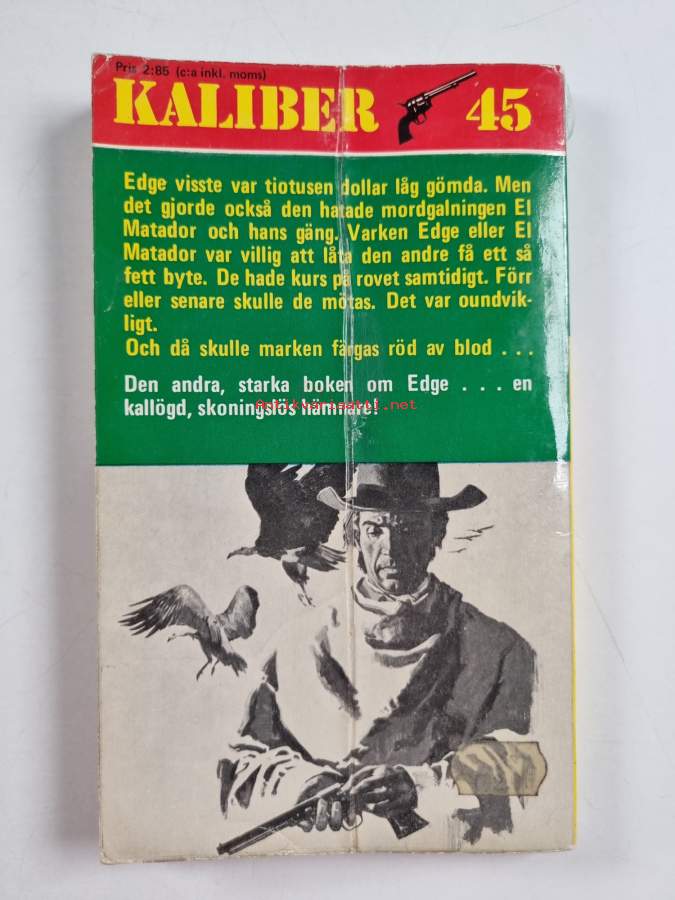 Pris 2:85 (c:a inkl. moms)
KALIBER 45
Edge visste var tiotusen dollar låg gömda. Men
det gjorde också den hatade mordgalningen El
Matador och hans gäng. Varken Edge eller El
Matador var villig att låta den andre få ett så
fett byte. De hade kurs på rovet samtidigt. Förr
eller senare skulle de mötas. Det var oundvik-
ligt.
Och då skulle marken färgas röd av blod . . .
Den andra, starka boken om Edge . . . en
kallögd, skoningslös hämnare!
Antikvariaatti.net